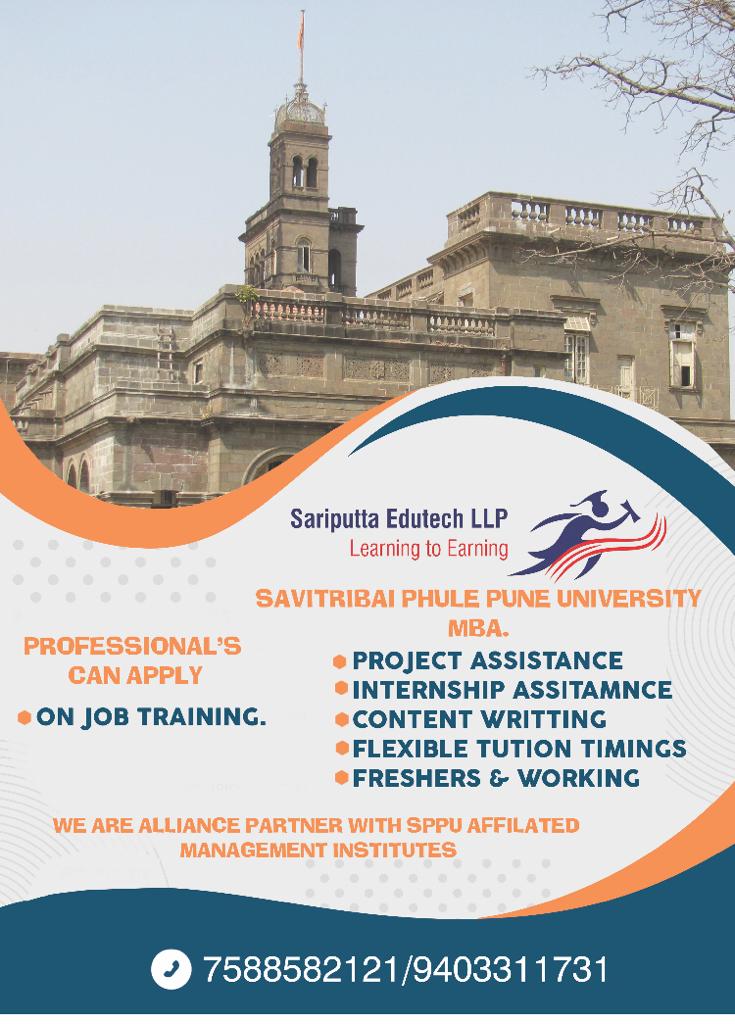 Sariputta Edutech LLP
Learning to Earning
SAVITRIBAI PHULE PUNE UNIVERSITY
MBA.
PROFESSIONAL'S
CAN APPLY
ON JOB TRAINING.
PROJECT ASSISTANCE
INTERNSHIP ASSITAMNCE
CONTENT WRITTING
FLEXIBLE TUTION TIMINGS
FRESHERS & WORKING
WE ARE ALLIANCE PARTNER WITH SPPU AFFILATED
MANAGEMENT INSTITUTES
7588582121/9403311731